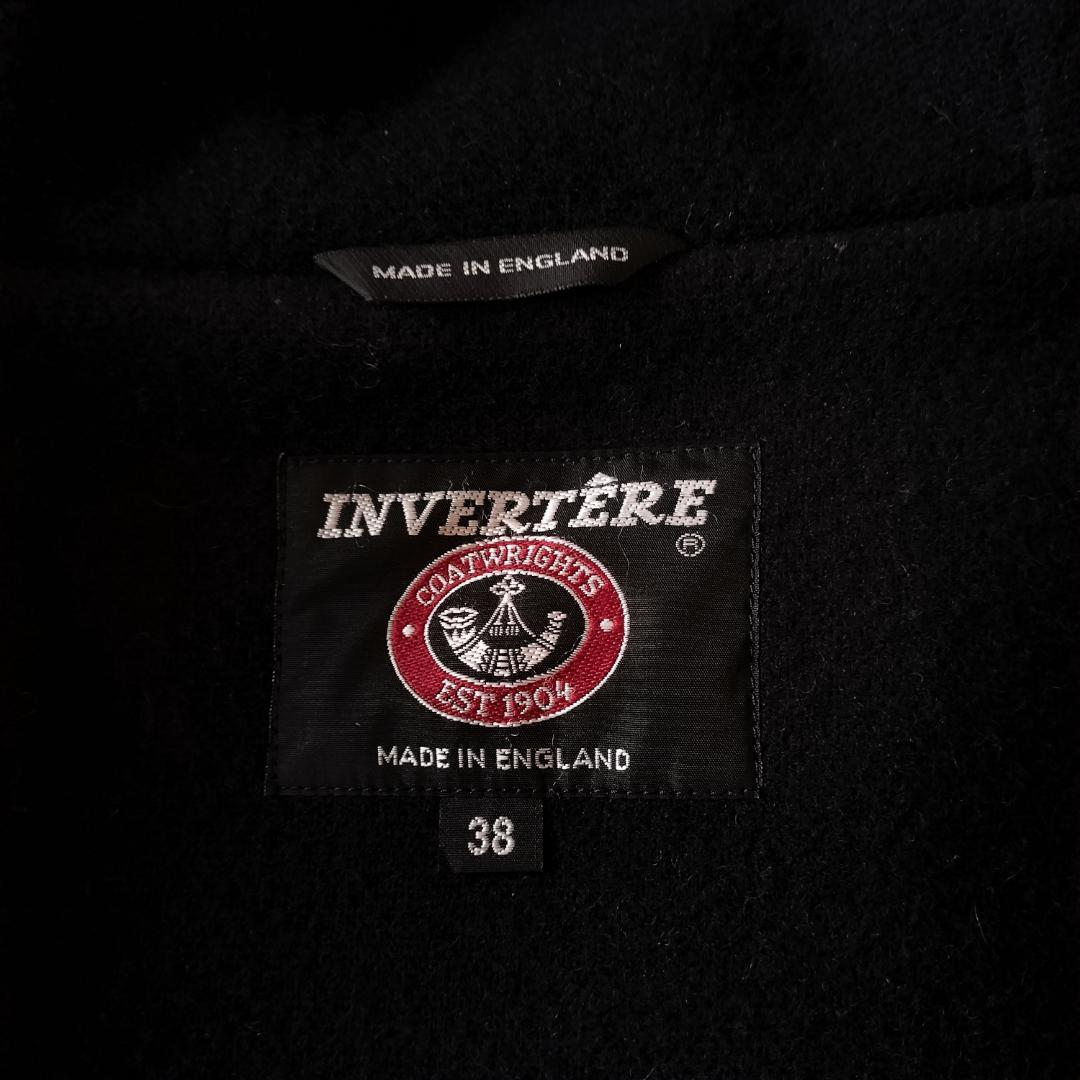 MADE IN ENGLAND
INVERTÊRE
®
COATWRIGHTS
EST 1904
MADE IN ENGLAND
38